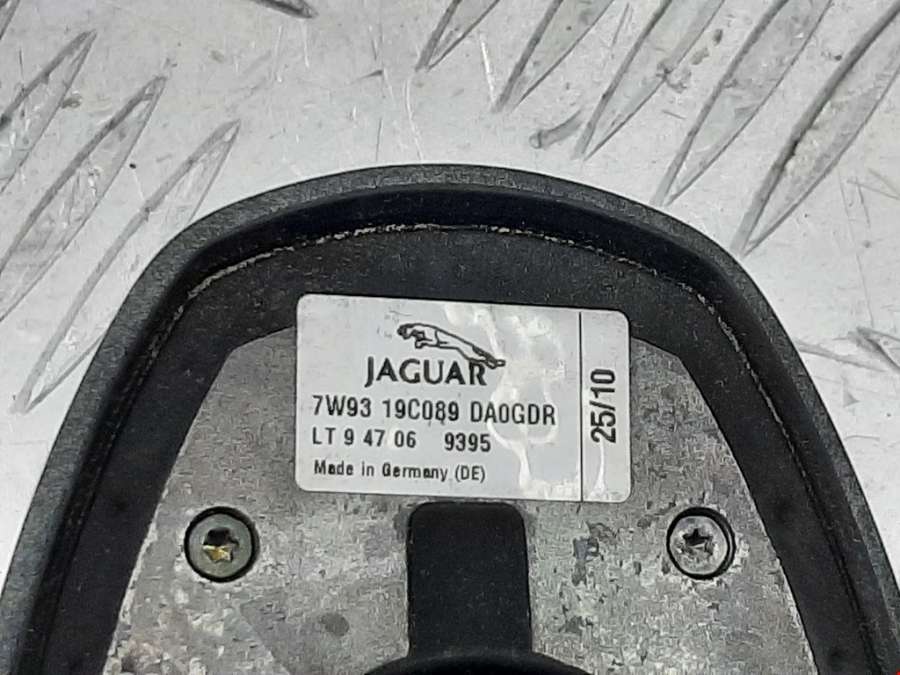 JAGUAR
7W93 19C089 DA0GDR
LT 9 47 06 9395
Made in Germany (DE)
25/10